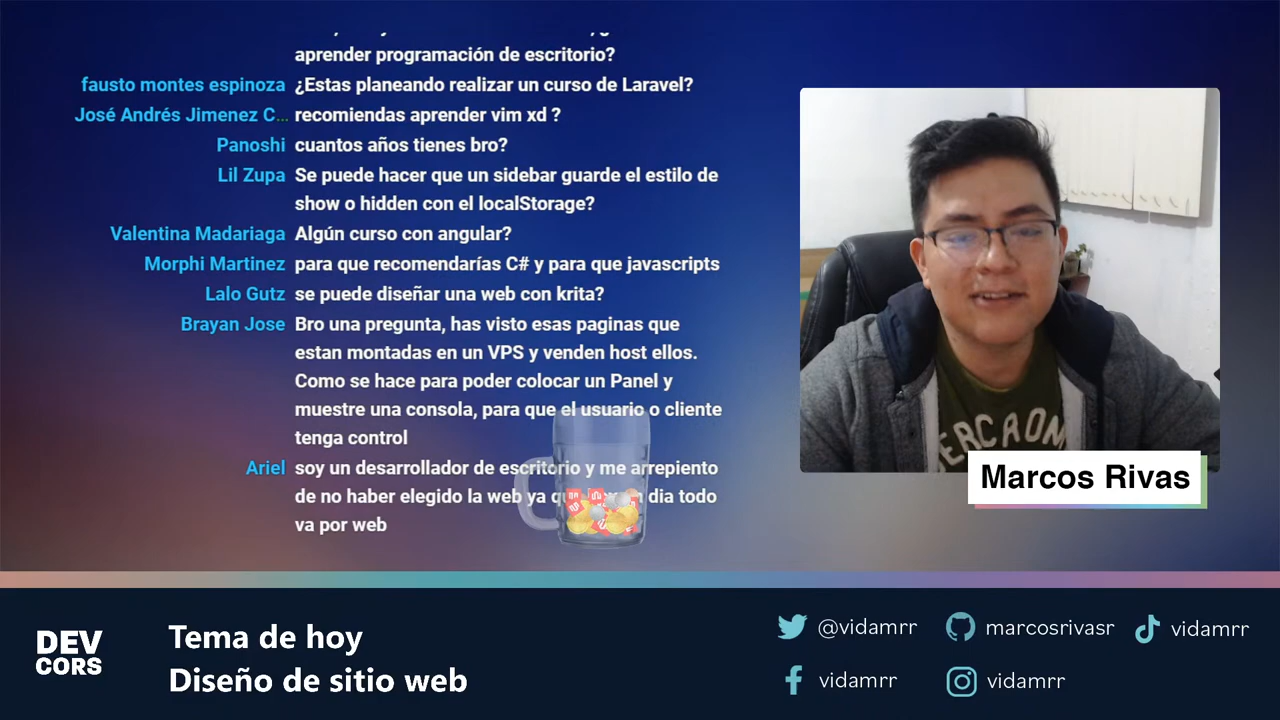 aprender programación de escritorio?
fausto montes espinoza ¿Estas planeando realizar un curso de Laravel?
José Andrés Jimenez C... recomiendas aprender vim xd ?
Panoshi cuantos años tienes bro?
Lil Zupa Se puede hacer que un sidebar guarde el estilo de
show o hidden con el localStorage?
Valentina Madariaga Algún curso con angular?
Morphi Martinez para que recomendarías C# y para que javascripts
Lalo Gutz se puede diseñar una web con krita?
Brayan Jose Bro una pregunta, has visto esas paginas que
estan montadas en un VPS y venden host ellos.
Como se hace para poder colocar un Panel y
muestre una consola, para que el usuario o cliente
tenga control
Ariel soy un desarrollador de escritorio y me arrepiento
de no haber elegido la web ya dia todo
va por web
ERCROM
Marcos Rivas
DEV
CORS
Tema de hoy
Diseño de sitio web
@vidamrr marcosrivasr vidamrr
vidamrr vidamrr